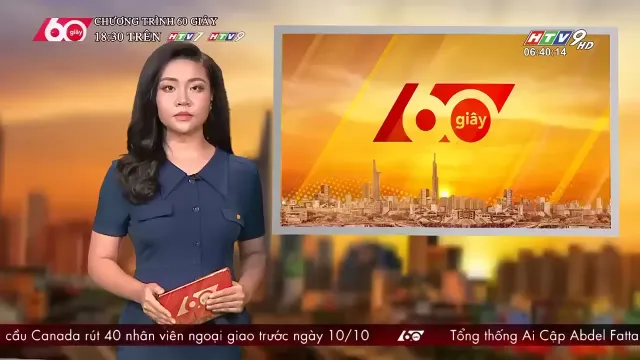 60 giây
CHƯƠNG TRÌNH 60 GIÂY
18:30 TRÊN HTV7 HTV9
HTV9 HD
06:40:14
60 giây
60
cầu Canada rút 40 nhân viên ngoại giao trước ngày 10/10 60 Tổng thống Ai Cập Abdel Fatta